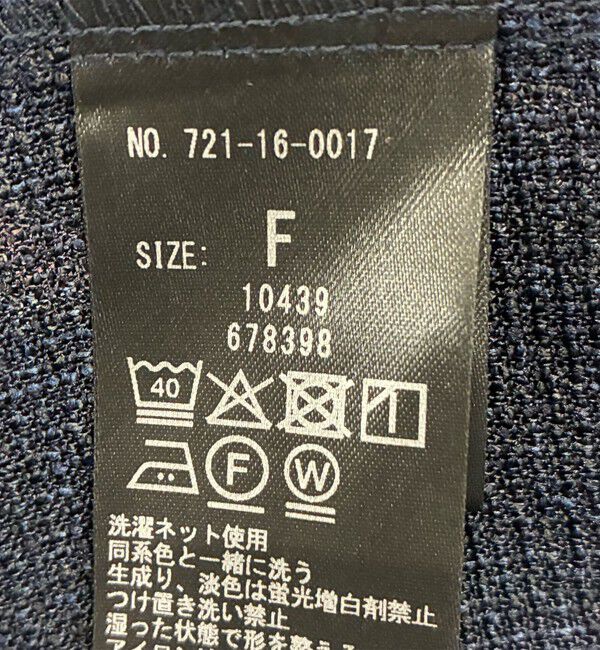 NO. 721-16-0017
SIZE: F
10439
678398
40
F W
洗濯ネット使用
同系色と一緒に洗う
生成り、淡色は蛍光増白剤禁止
つけ置き洗い禁止
湿った状態で形を整える